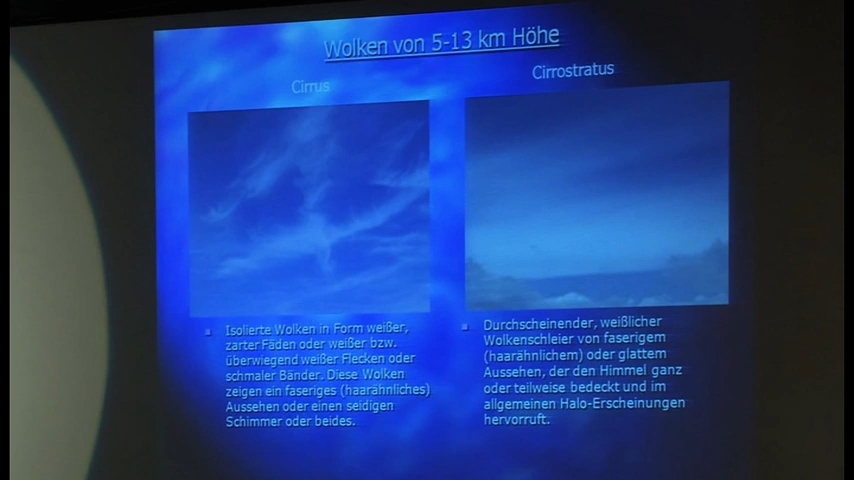 Wolken von 5-13 km Höhe
Cirrus
Cirrostratus
Isolierte Wolken in Form weißer,
zarter Fäden oder weißer bzw.
überwiegend weißer Flecken oder
schmaler Bänder. Diese Wolken
zeigen ein faseriges (haarähnliches)
Aussehen oder einen seidigen
Schimmer oder beides.
Durchscheinender, weißlicher
Wolkenschleier von faserigem
(haarähnlichem) oder glattem
Aussehen, der den Himmel ganz
oder teilweise bedeckt und im
allgemeinen Halo-Erscheinungen
hervorruft.